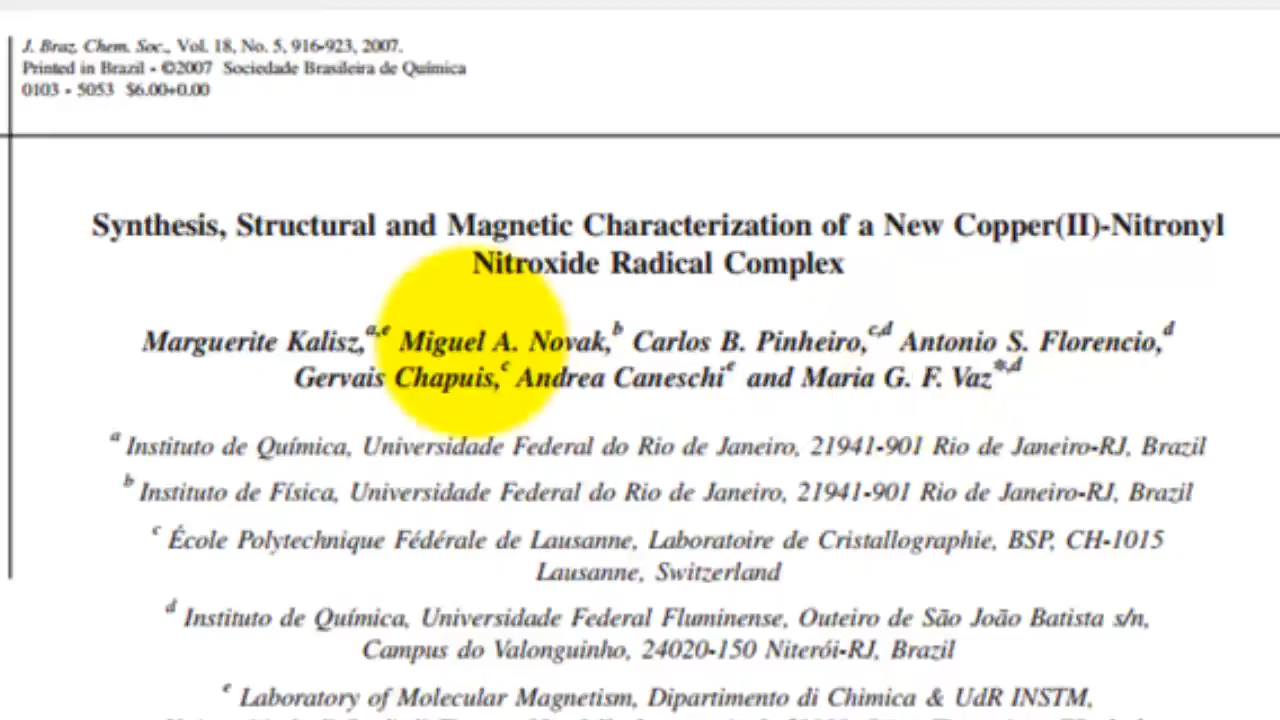 J. Braz. Chem. Soc., Vol. 18, No. 5, 916-923, 2007.
Printed in Brazil - ©2007 Sociedade Brasileira de Química
0103 - 5053 $6.00+0.00
Synthesis, Structural and Magnetic Characterization of a New Copper(II)-Nitronyl
Nitroxide Radical Complex
Marguerite Kalisz,a,e Miguel A. Novak,b Carlos B. Pinheiro,c,d Antonio S. Florencio,d
Gervais Chapuis,c Andrea Caneschie and Maria G. F. Vaz*,d
a Instituto de Química, Universidade Federal do Rio de Janeiro, 21941-901 Rio de Janeiro-RJ, Brazil
b Instituto de Física, Universidade Federal do Rio de Janeiro, 21941-901 Rio de Janeiro-RJ, Brazil
c École Polytechnique Fédérale de Lausanne, Laboratoire de Cristallographie, BSP, CH-1015
Lausanne, Switzerland
d Instituto de Química, Universidade Federal Fluminense, Outeiro de São João Batista s/n,
Campus do Valonguinho, 24020-150 Niterói-RJ, Brazil
e Laboratory of Molecular Magnetism, Dipartimento di Chimica & UdR INSTM,